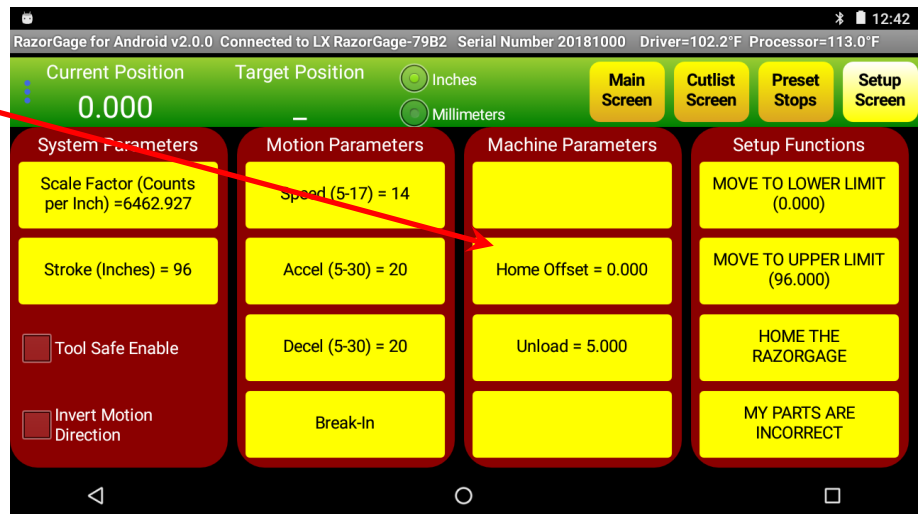 12:42
RazorGage for Android v2.0.0 Connected to LX RazorGage-79B2 Serial Number 20181000 Driver=102.2°F Processor=113.0°F
Current Position
0.000
Target Position
_
Inches
Millimeters
Main
Screen
Cutlist
Screen
Preset
Stops
Setup
Screen
System Parameters
Scale Factor (Counts
per Inch) =6462.927
Stroke (Inches) = 96
Tool Safe Enable
Invert Motion
Direction
Motion Parameters
Speed (5-17) = 14
Accel (5-30) = 20
Decel (5-30) = 20
Break-In
Machine Parameters
Home Offset = 0.000
Unload = 5.000
Setup Functions
MOVE TO LOWER LIMIT
(0.000)
MOVE TO UPPER LIMIT
(96.000)
HOME THE
RAZORGAGE
MY PARTS ARE
INCORRECT